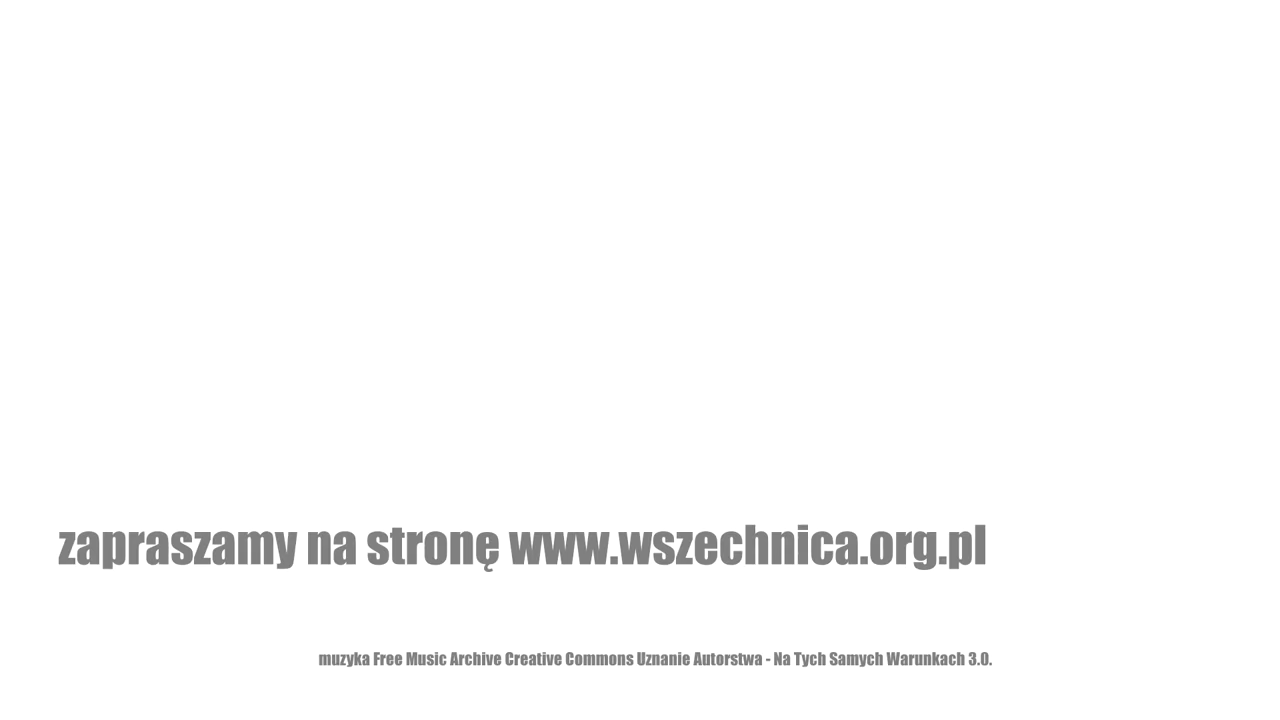 zapraszamy na stronę www.wszechnica.org.pl
muzyka Free Music Archive Creative Commons Uznanie Autorstwa - Na Tych Samych Warunkach 3.0.